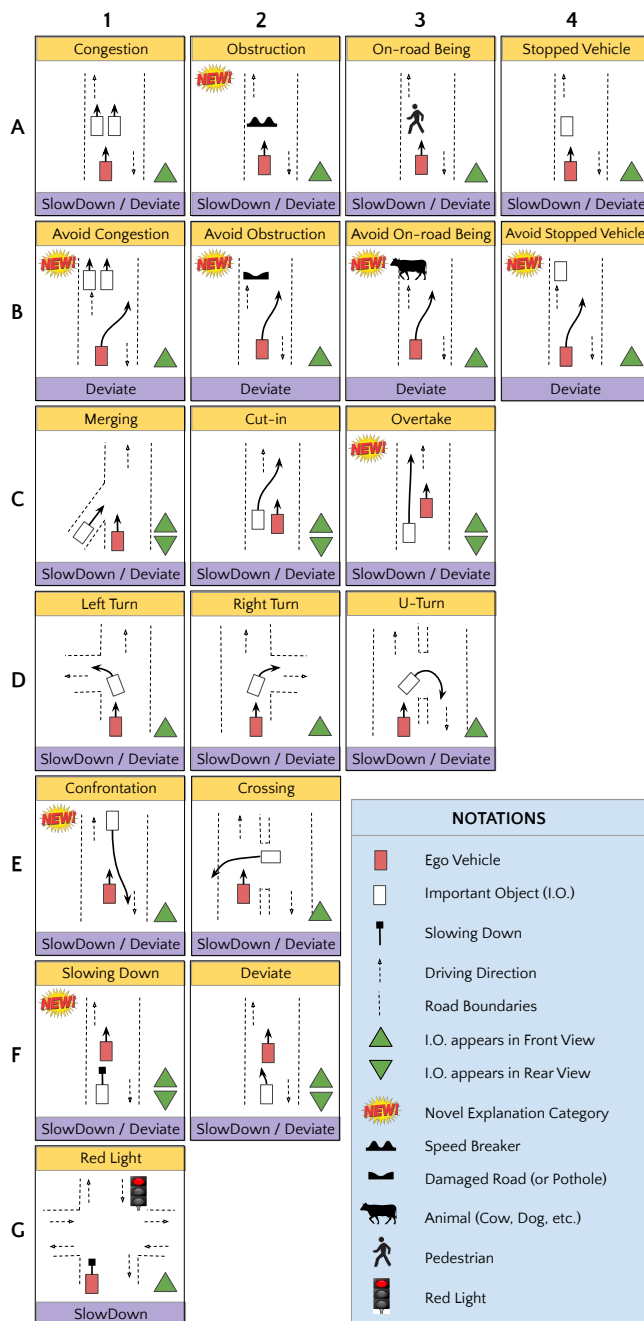 1 2 3 4
A
Congestion
SlowDown / Deviate
NEW!
Obstruction
SlowDown / Deviate
On-road Being
SlowDown / Deviate
Stopped Vehicle
SlowDown / Deviate
B
Avoid Congestion
NEW!
Deviate
Avoid Obstruction
NEW!
Deviate
Avoid On-road Being
NEW!
Deviate
Avoid Stopped Vehicle
NEW!
Deviate
C
Merging
SlowDown / Deviate
Cut-in
SlowDown / Deviate
Overtake
NEW!
SlowDown / Deviate
D
Left Turn
SlowDown / Deviate
Right Turn
SlowDown / Deviate
U-Turn
SlowDown / Deviate
E
Confrontation
NEW!
SlowDown / Deviate
Crossing
SlowDown / Deviate
F
Slowing Down
NEW!
SlowDown / Deviate
Deviate
SlowDown / Deviate
G
Red Light
SlowDown
NOTATIONS
Ego Vehicle
Important Object (I.O.)
Slowing Down
Driving Direction
Road Boundaries
I.O. appears in Front View
I.O. appears in Rear View
NEW! Novel Explanation Category
Speed Breaker
Damaged Road (or Pothole)
Animal (Cow, Dog, etc.)
Pedestrian
Red Light